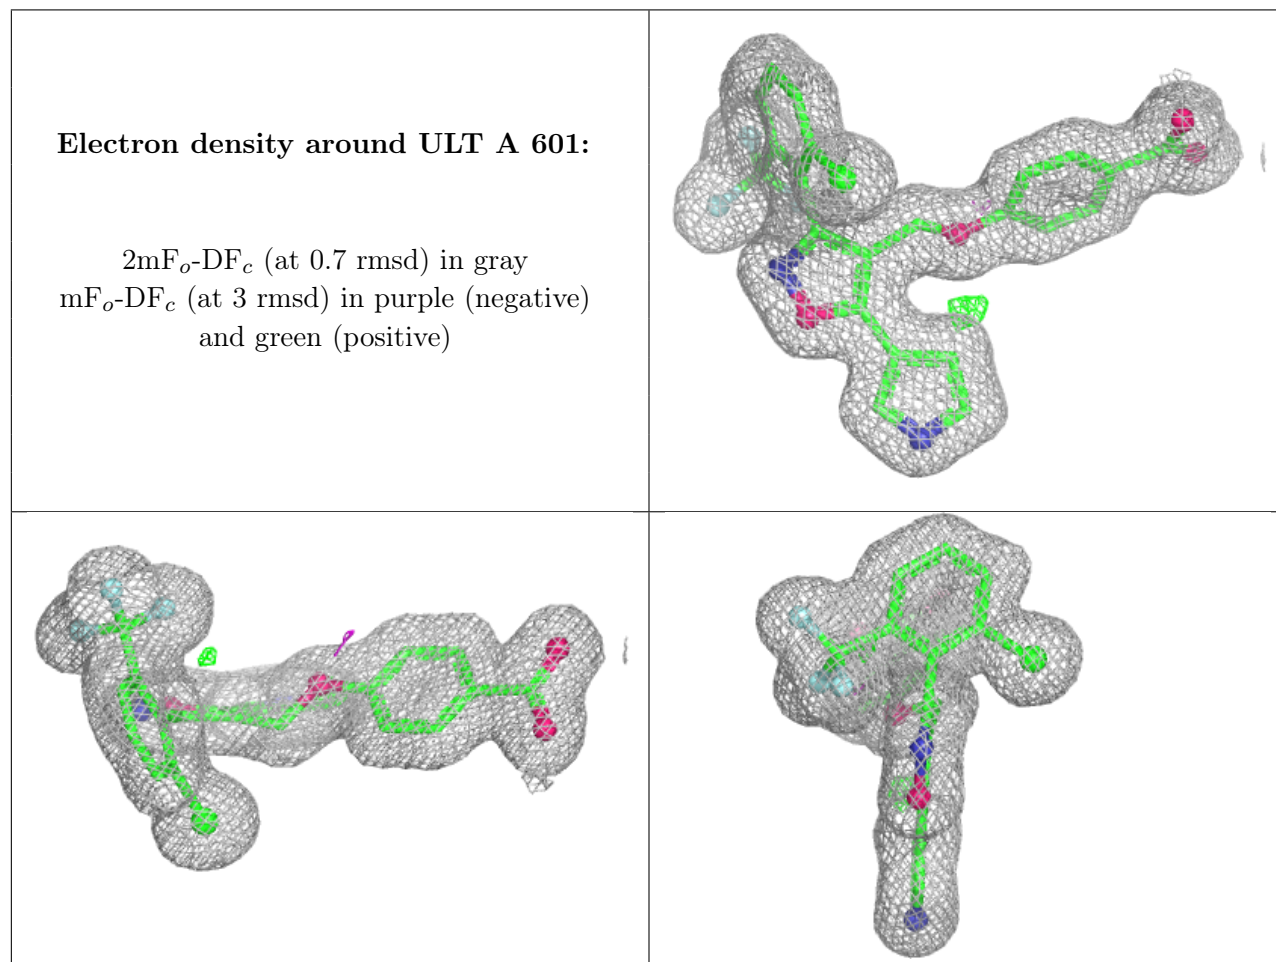 Electron density around ULT A 601:
2mFo-DFc (at 0.7 rmsd) in gray
mFo-DFc (at 3 rmsd) in purple (negative)
and green (positive)